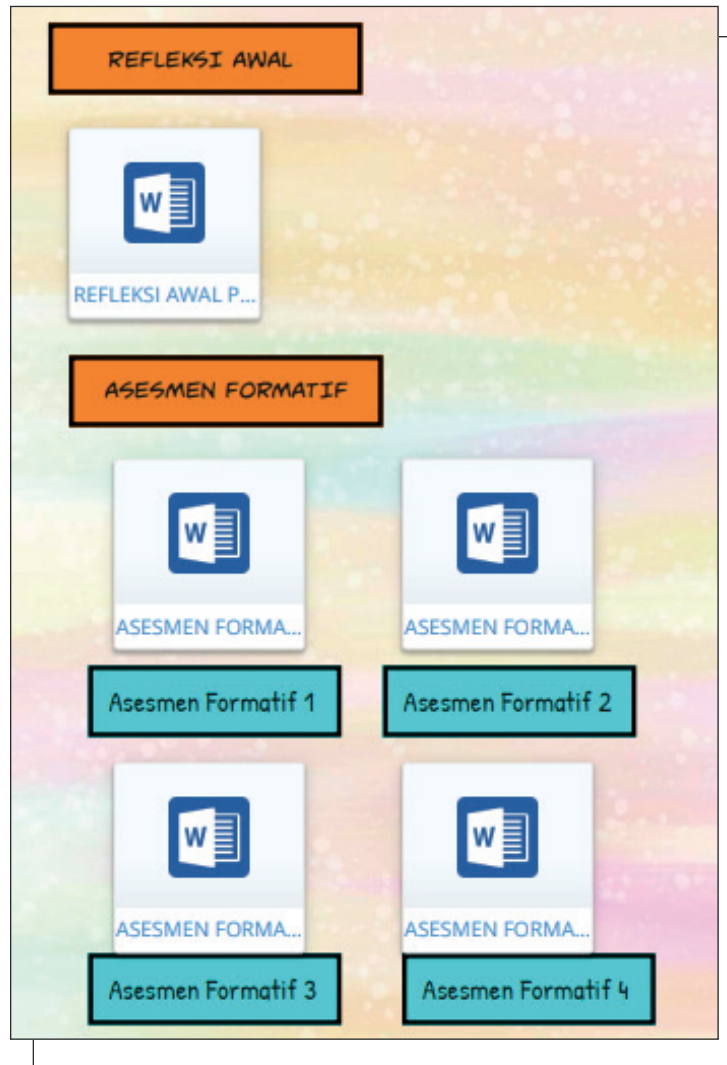 REFLEKSI AWAL
W
REFLEKSI AWAL P...
ASESMEN FORMATIF
W
W
ASESMEN FORMA...
ASESMEN FORMA...
Asesmen Formatif 1
Asesmen Formatif 2
W
W
ASESMEN FORMA...
ASESMEN FORMA...
Asesmen Formatif 3
Asesmen Formatif 4